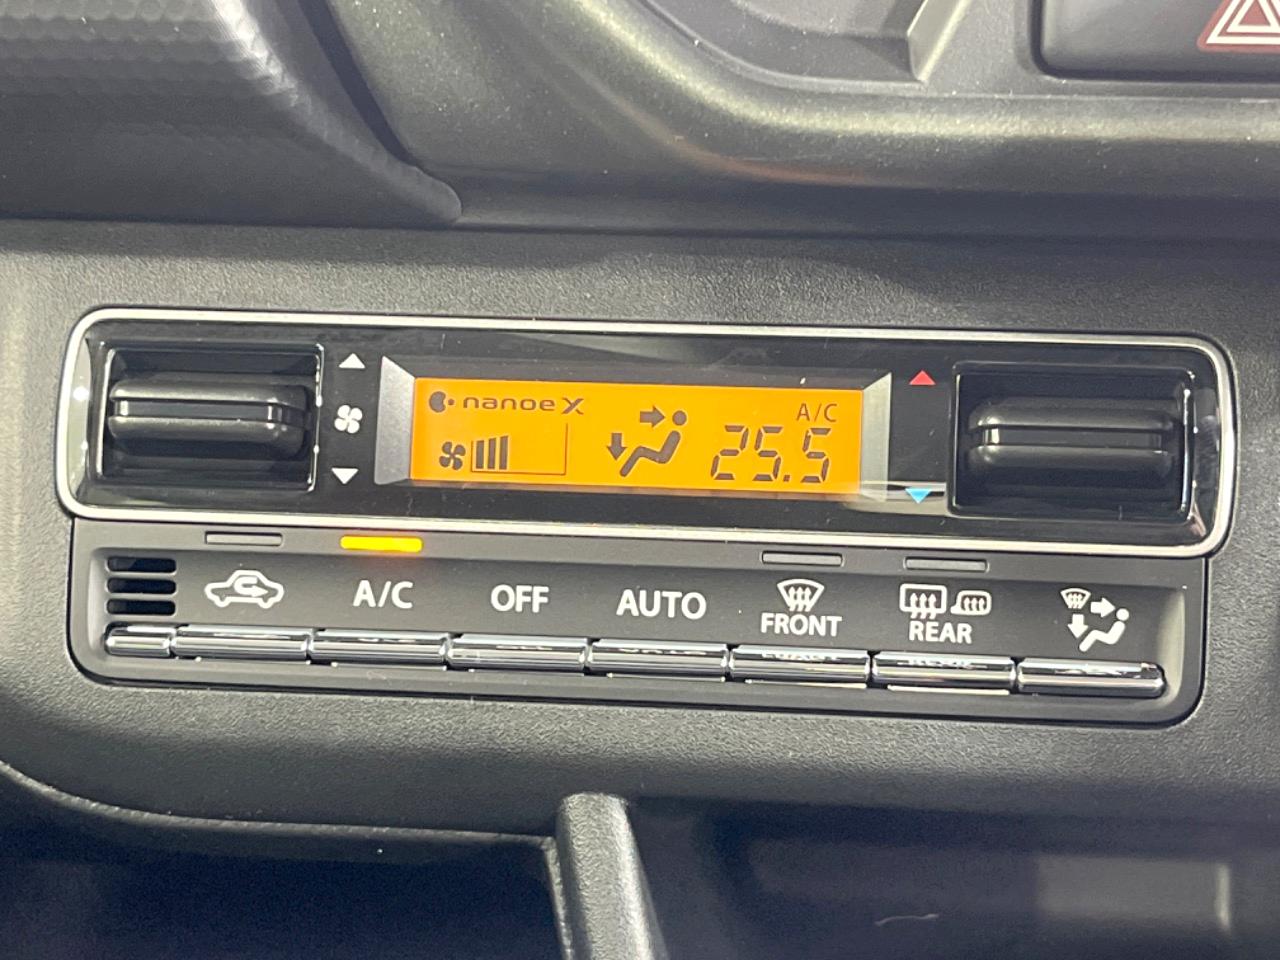 nanoe X
A/C
25.5
A/C
OFF
AUTO
FRONT
REAR